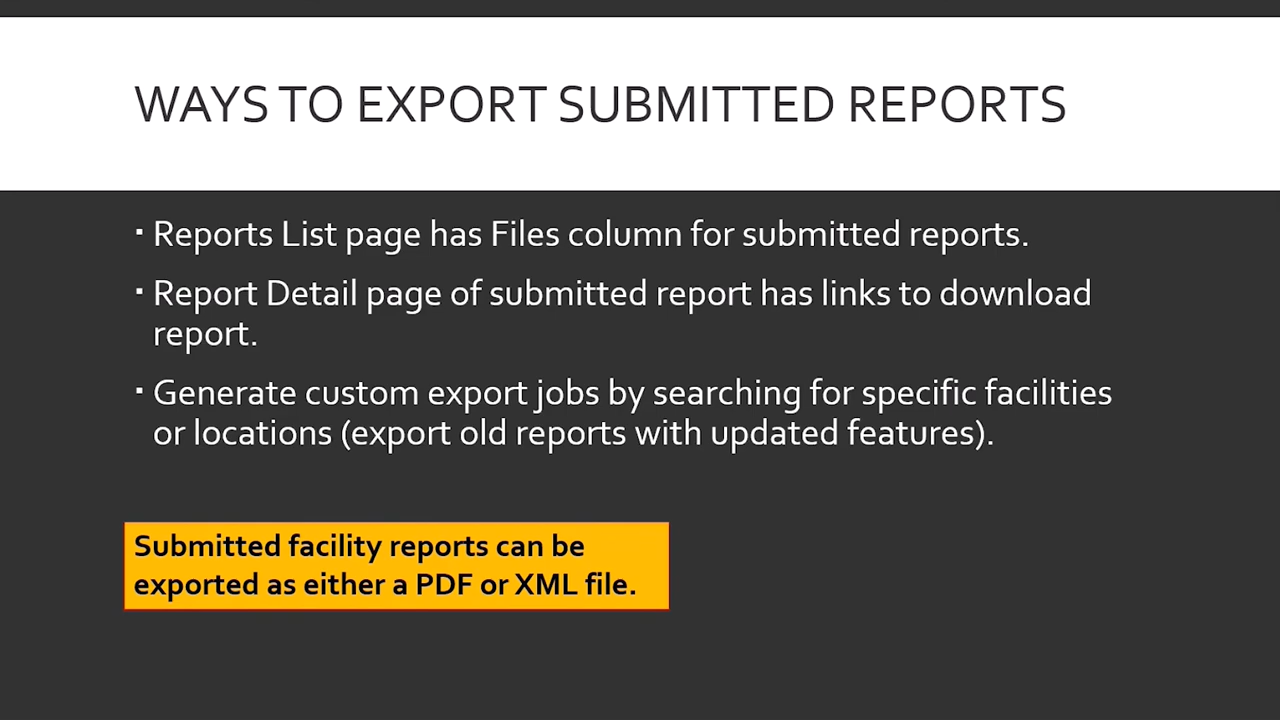 WAYS TO EXPORT SUBMITTED REPORTS
▪ Reports List page has Files column for submitted reports.
▪ Report Detail page of submitted report has links to download
report.
▪ Generate custom export jobs by searching for specific facilities
or locations (export old reports with updated features).
Submitted facility reports can be
exported as either a PDF or XML file.